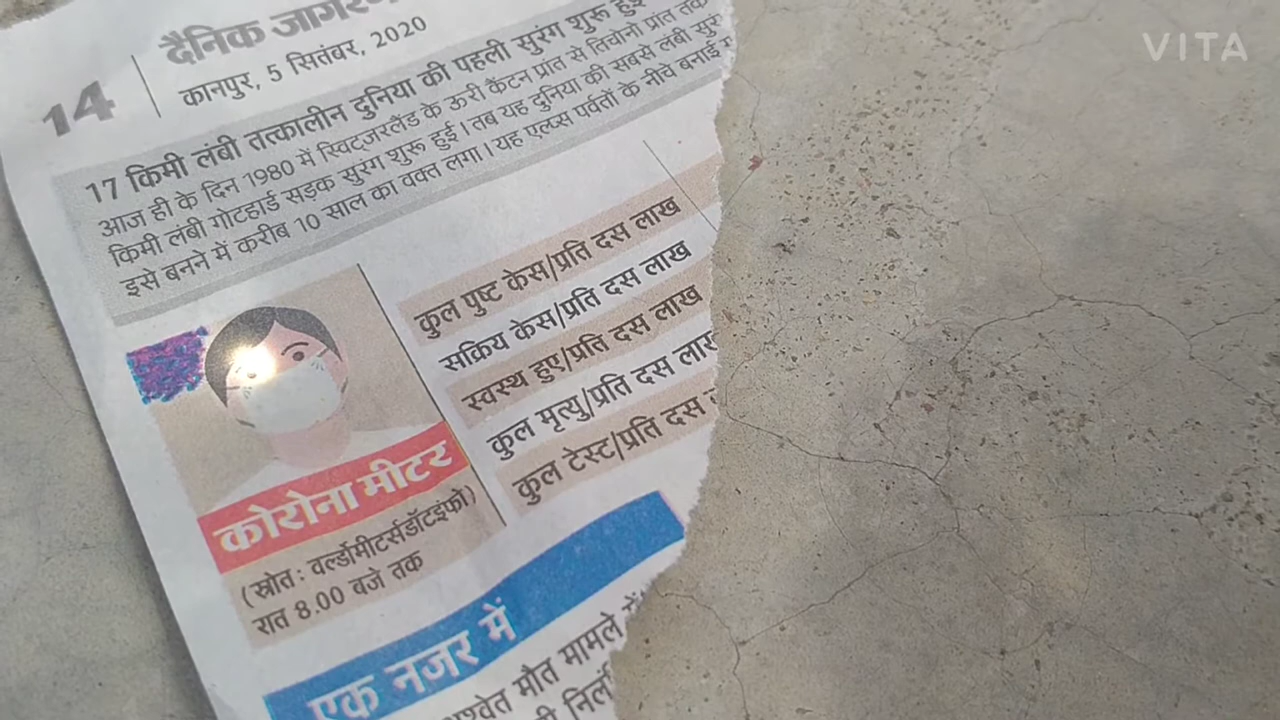 VITA
14
दैनिक जागरण
कानपुर, 5 सितंबर, 2020
17 किमी लंबी तत्कालीन दुनिया की पहली सुरंग शुरू हुई
आज ही के दिन 1980 में स्विट्जरलैंड के ऊरी कैंटन प्रांत से तिचीनो प्रांत तक
किमी लंबी गोटहार्ड सड़क सुरंग शुरू हुई। तब यह दुनिया की सबसे लंबी
इसे बनने में करीब 10 साल का वक्त लगा। यह एल्प्स पर्वतों के नीचे बनाई
कुल पुष्ट केस/प्रति दस लाख
सक्रिय केस/प्रति दस लाख
स्वस्थ हुए/प्रति दस लाख
कुल मृत्यु/प्रति दस
कुल टेस्ट/प्रति दस
कोरोना मीटर
(स्रोत: वर्ल्डोमीटर्सडॉटइंफो)
रात 8.00 बजे तक
एक नजर में
मौत मामले में